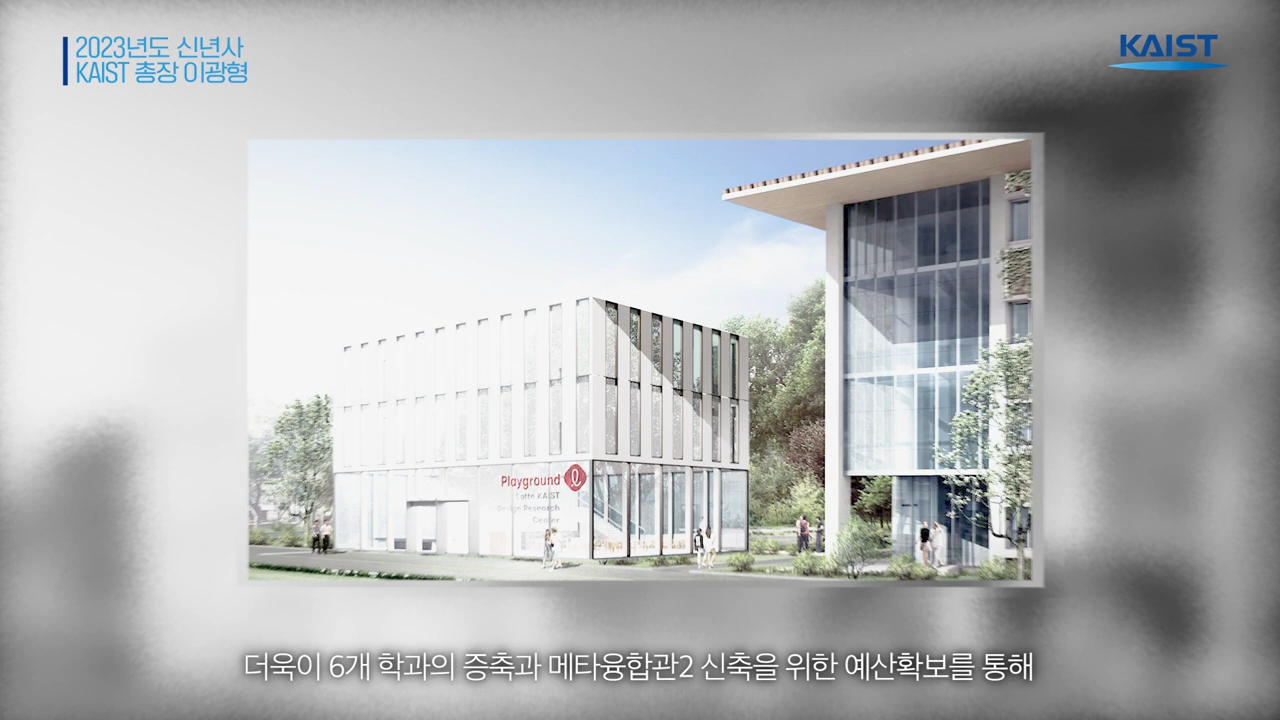 2023년도 신년사
KAIST 총장 이광형
KAIST
Playground
Lotte KAIST
Design Research
Center
더욱이 6개 학과의 증축과 메타융합관2 신축을 위한 예산확보를 통해